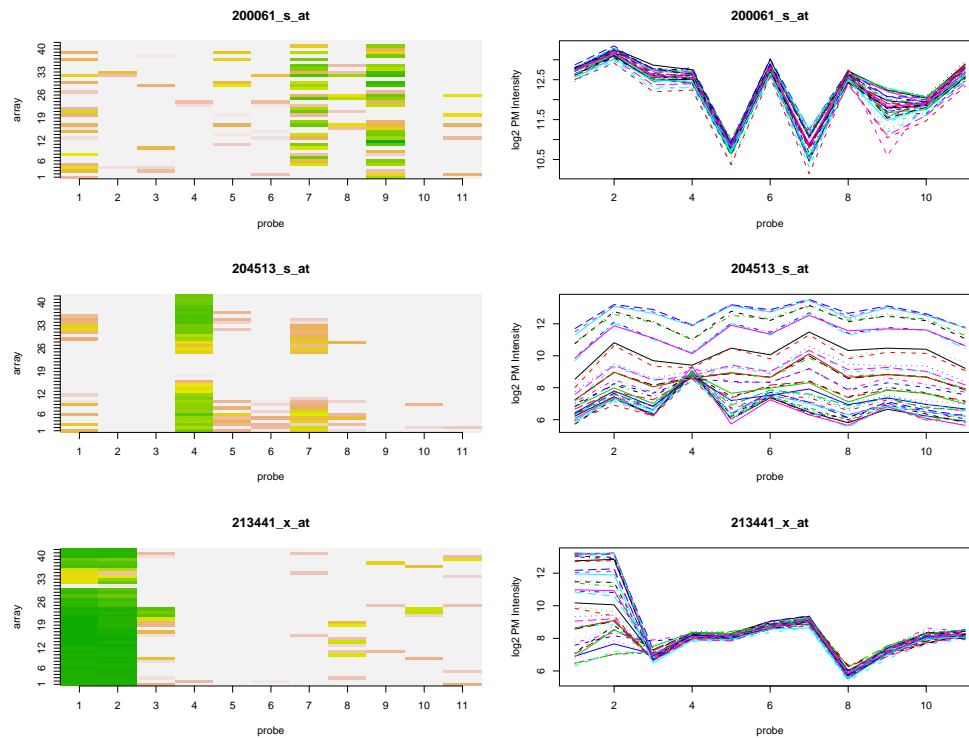 200061_s_at
array
1 6 12 19 26 33 40
1 2 3 4 5 6 7 8 9 10 11
probe
200061_s_at
log2 PM Intensity
10.5 11.5 12.5
2 4 6 8 10
probe
204513_s_at
array
1 6 12 19 26 33 40
1 2 3 4 5 6 7 8 9 10 11
probe
204513_s_at
log2 PM Intensity
6 8 10 12
2 4 6 8 10
probe
213441_x_at
array
1 6 12 19 26 33 40
1 2 3 4 5 6 7 8 9 10 11
probe
213441_x_at
log2 PM Intensity
6 8 10 12
2 4 6 8 10
probe